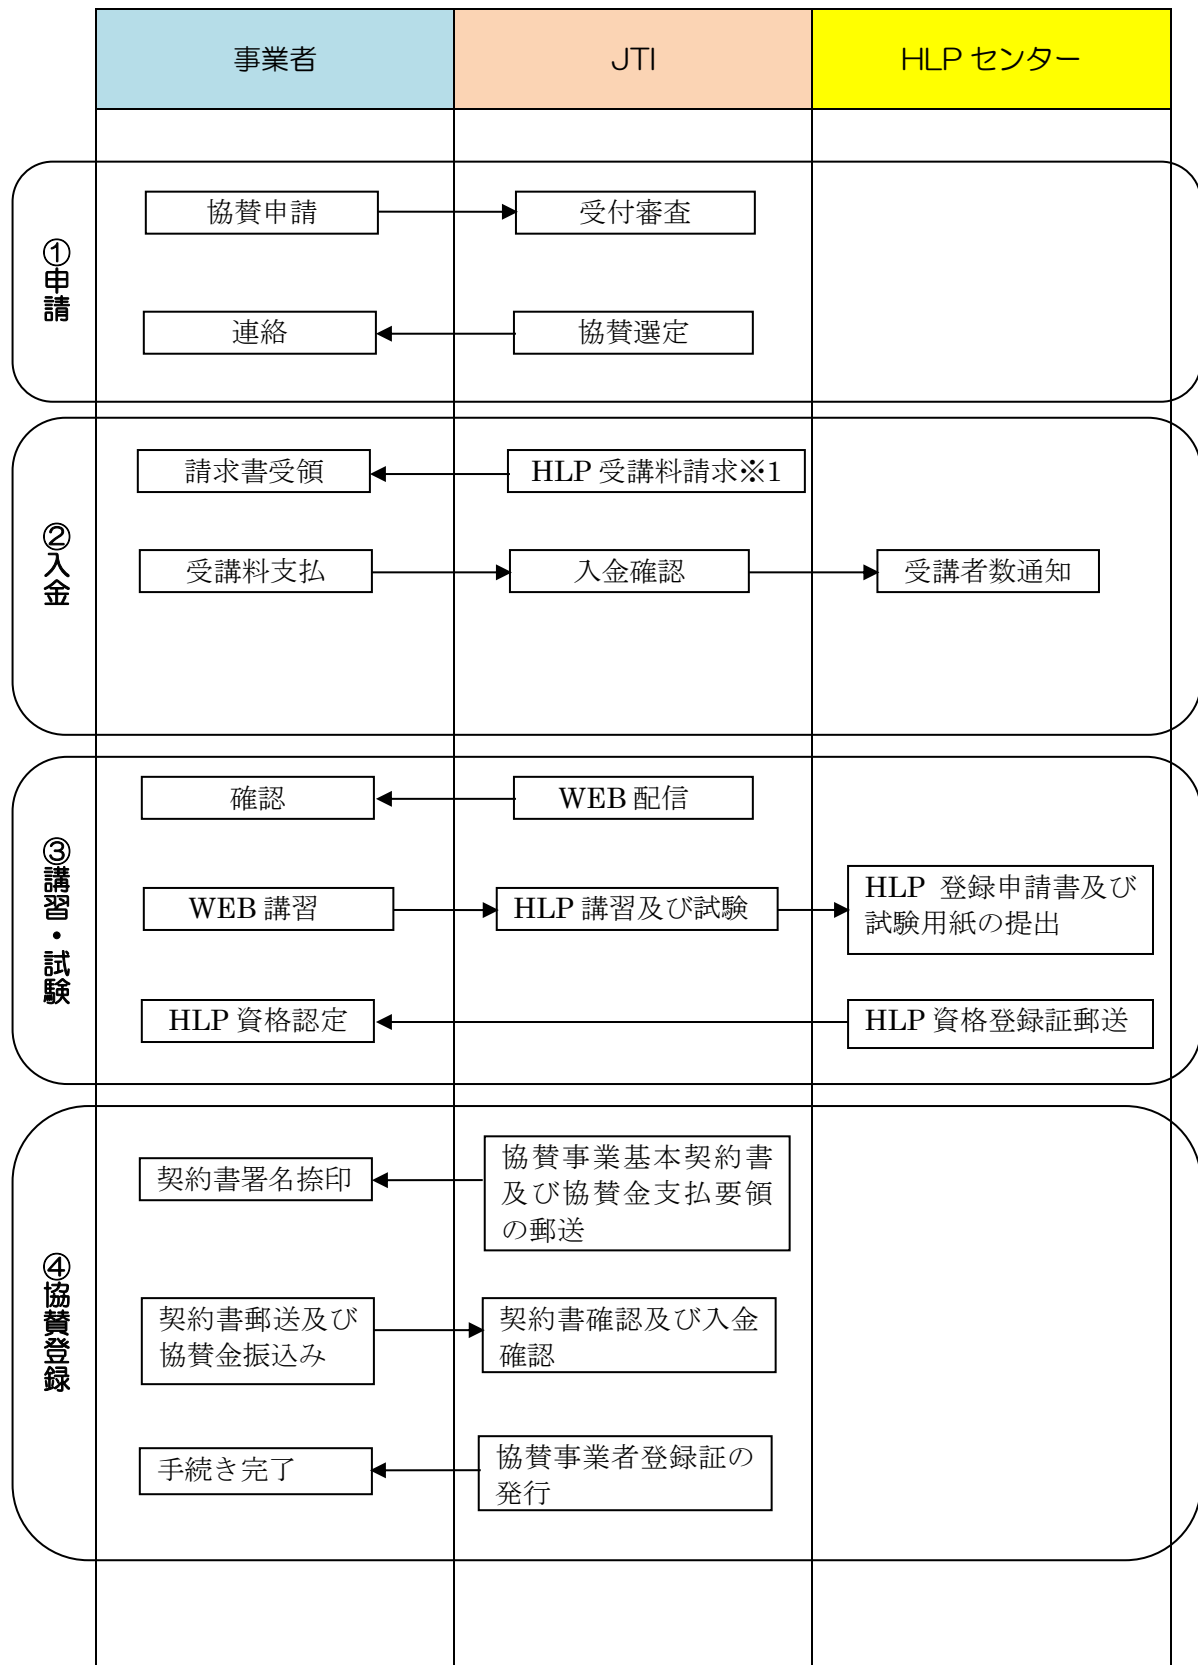 事業者
JTI
HLP センター
①申請
協賛申請
受付審査
連絡
協賛選定
②入金
請求書受領
HLP 受講料請求※1
受講料支払
入金確認
受講者数通知
③講習・試験
確認
WEB 配信
WEB 講習
HLP 講習及び試験
HLP 登録申請書及び
試験用紙の提出
HLP 資格認定
HLP 資格登録証郵送
④協賛登録
契約書署名捺印
協賛事業基本契約書
及び協賛金支払要領
の郵送
契約書郵送及び
協賛金振込み
契約書確認及び入金
確認
手続き完了
協賛事業者登録証の
発行